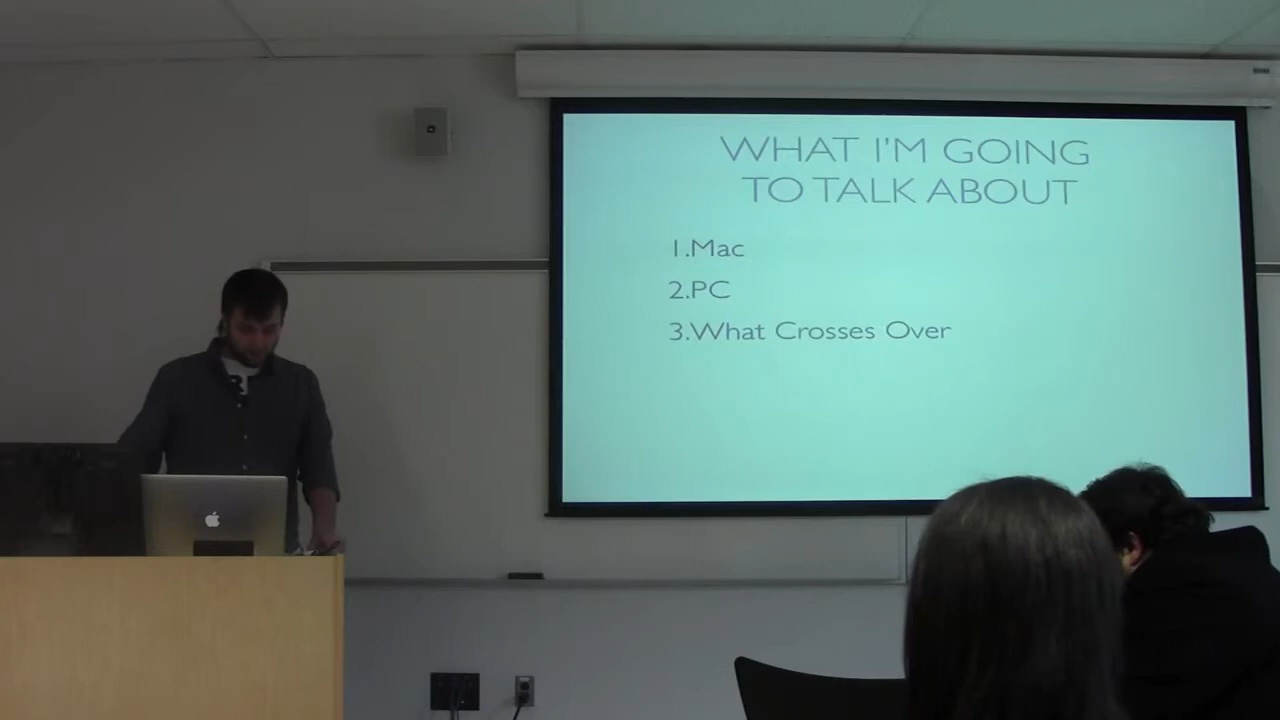 WHAT I'M GOING
TO TALK ABOUT
1.Mac
2.PC
3.What Crosses Over